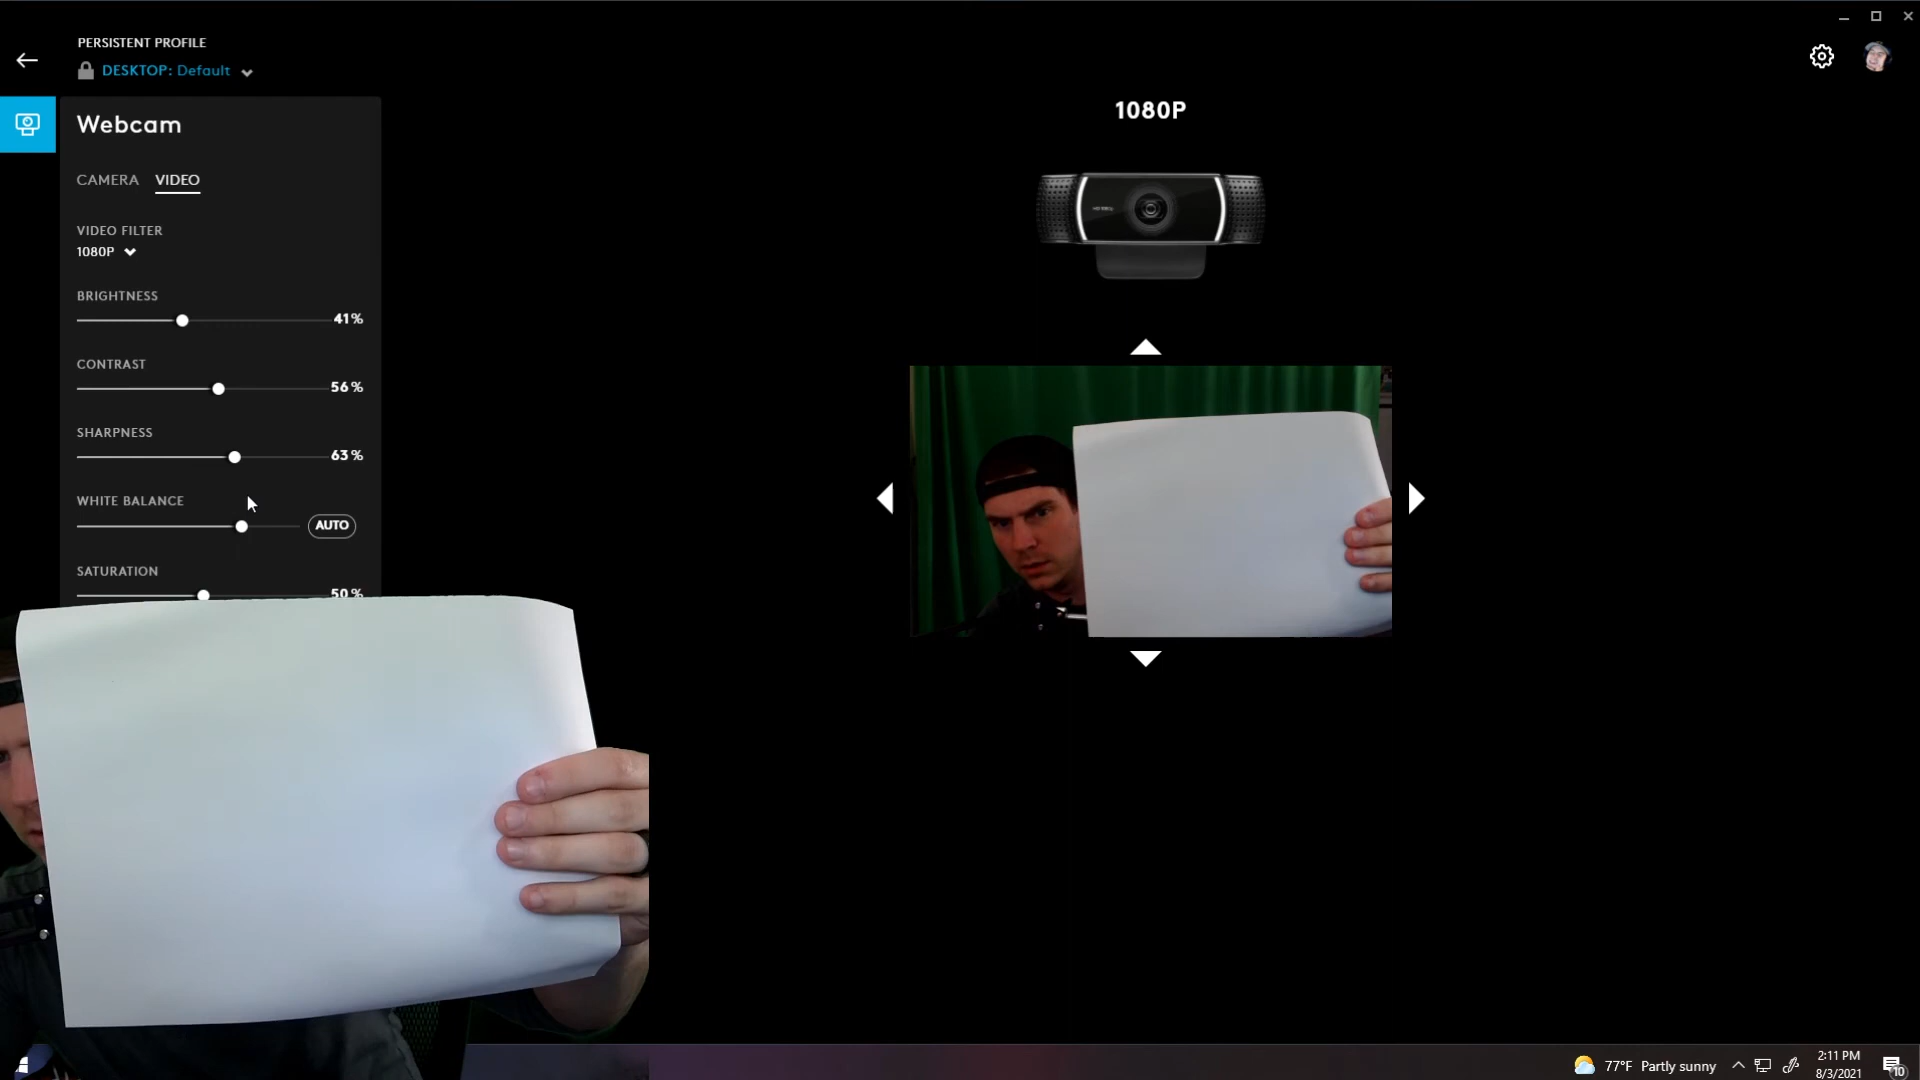 PERSISTENT PROFILE
DESKTOP: Default
Webcam
1080P
CAMERA VIDEO
VIDEO FILTER
1080P
BRIGHTNESS
41%
CONTRAST
56%
SHARPNESS
63%
WHITE BALANCE
AUTO
SATURATION
50%
77°F Partly sunny
2:11 PM
8/3/2021
10